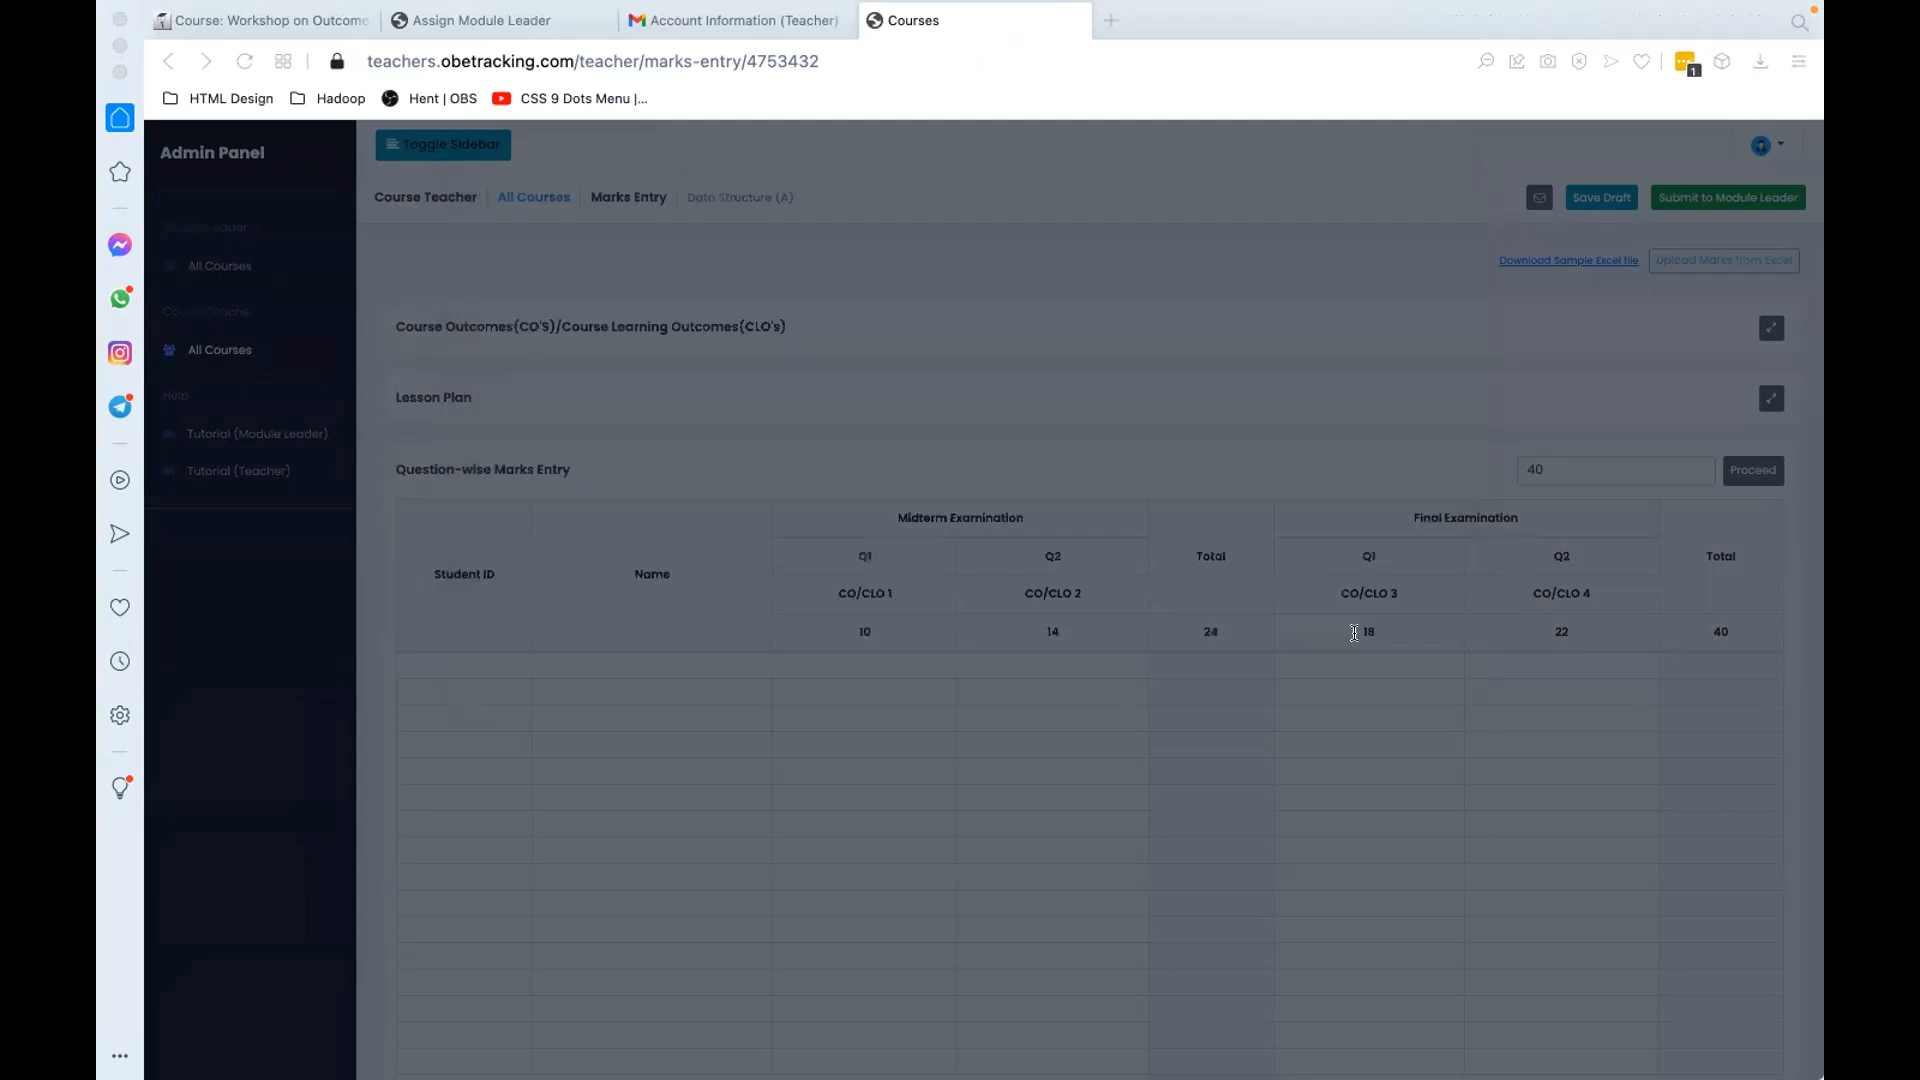 Course: Workshop on Outcome
Assign Module Leader
Account Information (Teacher)
Courses
teachers.obetracking.com/teacher/marks-entry/4753432
1
HTML Design
Hadoop
Hent | OBS
CSS 9 Dots Menu |...
Admin Panel
Toggle Sidebar
Course Teacher
All Courses
Marks Entry
Data Structure (A)
Save Draft
Submit to Module Leader
All Courses
All Courses
Help
Tutorial (Module Leader)
Tutorial (Teacher)
Download Sample Excel file
Upload Marks from Excel
Course Outcomes(CO'S)/Course Learning Outcomes(CLO's)
Lesson Plan
Question-wise Marks Entry
40
Proceed
Student ID
Name
Midterm Examination
Final Examination
Q1
Q2
Total
Q1
Q2
Total
CO/CLO 1
CO/CLO 2
CO/CLO 3
CO/CLO 4
10
14
24
18
22
40